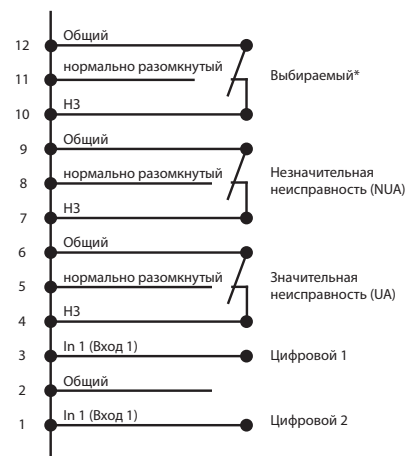 12 Общий
11 нормально разомкнутый Выбираемый*
10 НЗ
9 Общий
8 нормально разомкнутый Незначительная
неисправность (NUA)
7 НЗ
6 Общий
5 нормально разомкнутый Значительная
неисправность (UA)
4 НЗ
3 In 1 (Вход 1) Цифровой 1
2 Общий
1 In 1 (Вход 1) Цифровой 2